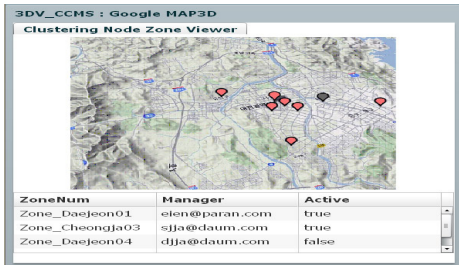 3DV_CCMS : Google MAP3D
Clustering Node Zone Viewer
ZoneNum Manager Active
Zone_Daejeon01 eien@paran.com true
Zone_Cheongja03 sjja@daum.com true
Zone_Daejeon04 djja@daum.com false